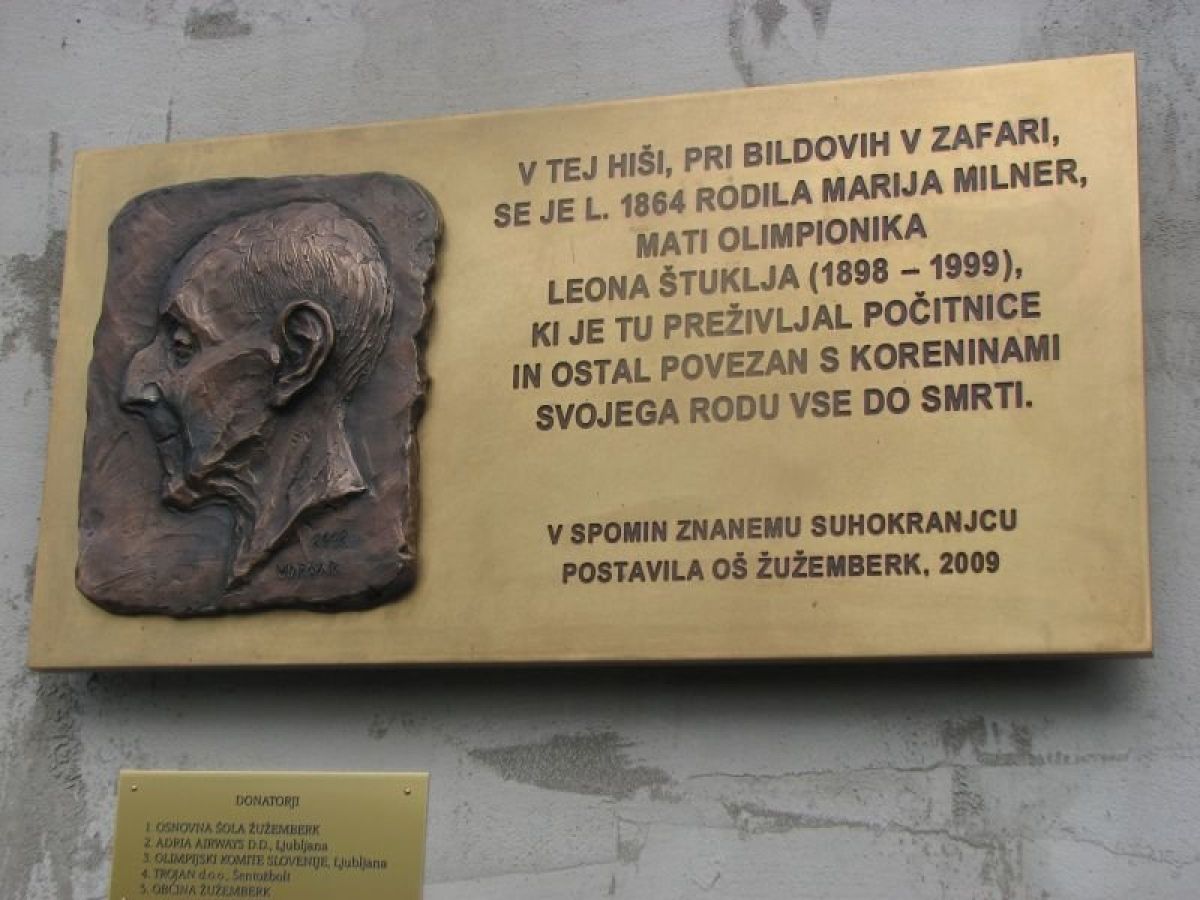 V TEJ HIŠI, PRI BILDOVIH V ZAFARI,
SE JE L. 1864 RODILA MARIJA MILNER,
MATI OLIMPIONIKA
LEONA ŠTUKLJA (1898 – 1999),
KI JE TU PREŽIVLJAL POČITNICE
IN OSTAL POVEZAN S KORENINAMI
SVOJEGA RODU VSE DO SMRTI.
V SPOMIN ZNANEMU SUHOKRANJCU
POSTAVILA OŠ ŽUŽEMBERK, 2009
DONATORJI
1. OSNOVNA ŠOLA ŽUŽEMBERK
2. ADRIA AIRWAYS D.D., Ljubljana
3. OLIMPIJSKI KOMITE SLOVENIJE, Ljubljana
4. TROJAN d.o.o., Šentožbolt
5. OBČINA ŽUŽEMBERK